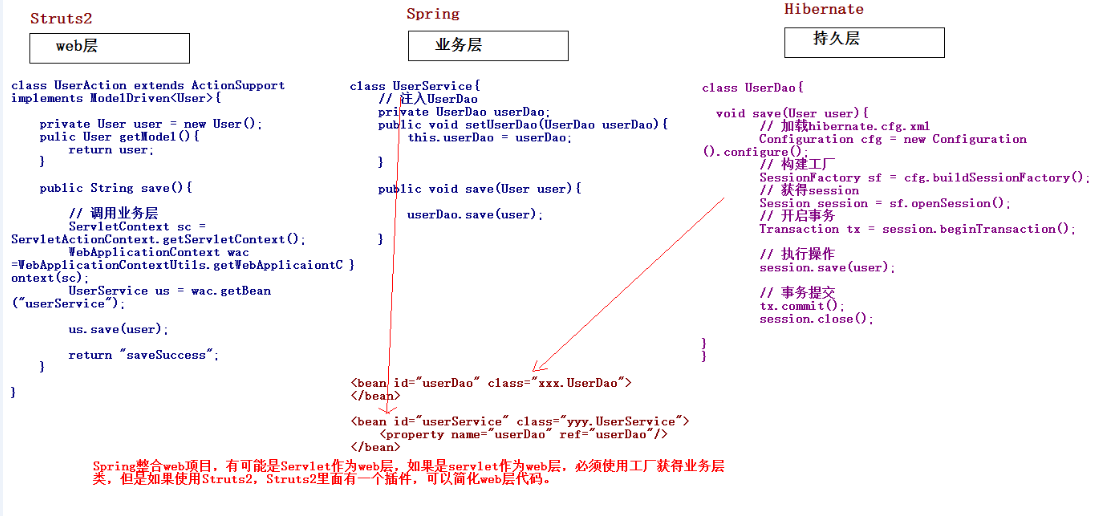 Struts2
web层
class UserAction extends ActionSupport
implements ModelDriven<User>{
private User user = new User();
pulic User getModel(){
return user;
}
public String save(){
// 调用业务层
ServletContext sc =
ServletActionContext.getServletContext();
WebApplicationContext wac
=WebApplicationContextUtils.getWebApplicaiontC
ontext(sc);
UserService us = wac.getBean
("userService");
us.save(user);
return "saveSuccess";
}
}
Spring
业务层
class UserService{
// 注入UserDao
private UserDao userDao;
public void setUserDao(UserDao userDao){
this.userDao = userDao;
}
public void save(User user){
userDao.save(user);
}
}
Hibernate
持久层
class UserDao{
void save(User user){
// 加载hibernate.cfg.xml
Configuration cfg = new Configuration
().configure();
// 构建工厂
SessionFactory sf = cfg.buildSessionFactory();
// 获得session
Session session = sf.openSession();
// 开启事务
Transaction tx = session.beginTransaction();
// 执行操作
session.save(user);
// 事务提交
tx.commit();
session.close();
}
}
<bean id="userDao" class="xxx.UserDao">
</bean>
<bean id="userService" class="yyy.UserService">
<property name="userDao" ref="userDao"/>
</bean>
Spring整合web项目，有可能是Servlet作为web层，如果是servlet作为web层，必须使用工厂获得业务层
类，但是如果使用Struts2，Struts2里面有一个插件，可以简化web层代码。